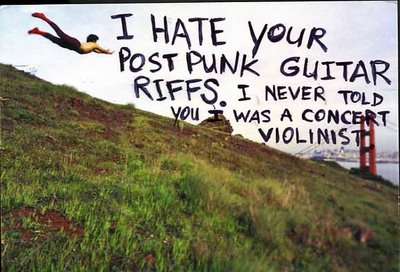 I HATE YOUR
POST PUNK GUITAR
RIFFS. I NEVER TOLD
YOU I WAS A CONCERT
VIOLINIST